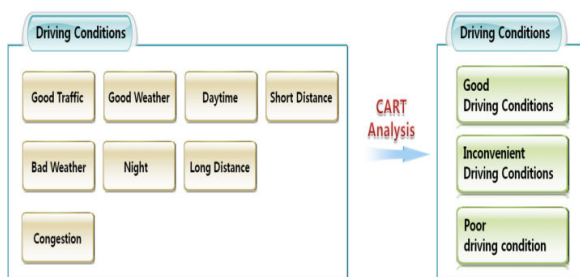 Driving Conditions
Good Traffic
Good Weather
Daytime
Short Distance
Bad Weather
Night
Long Distance
Congestion
CART
Analysis
Driving Conditions
Good
Driving Conditions
Inconvenient
Driving Conditions
Poor
driving condition